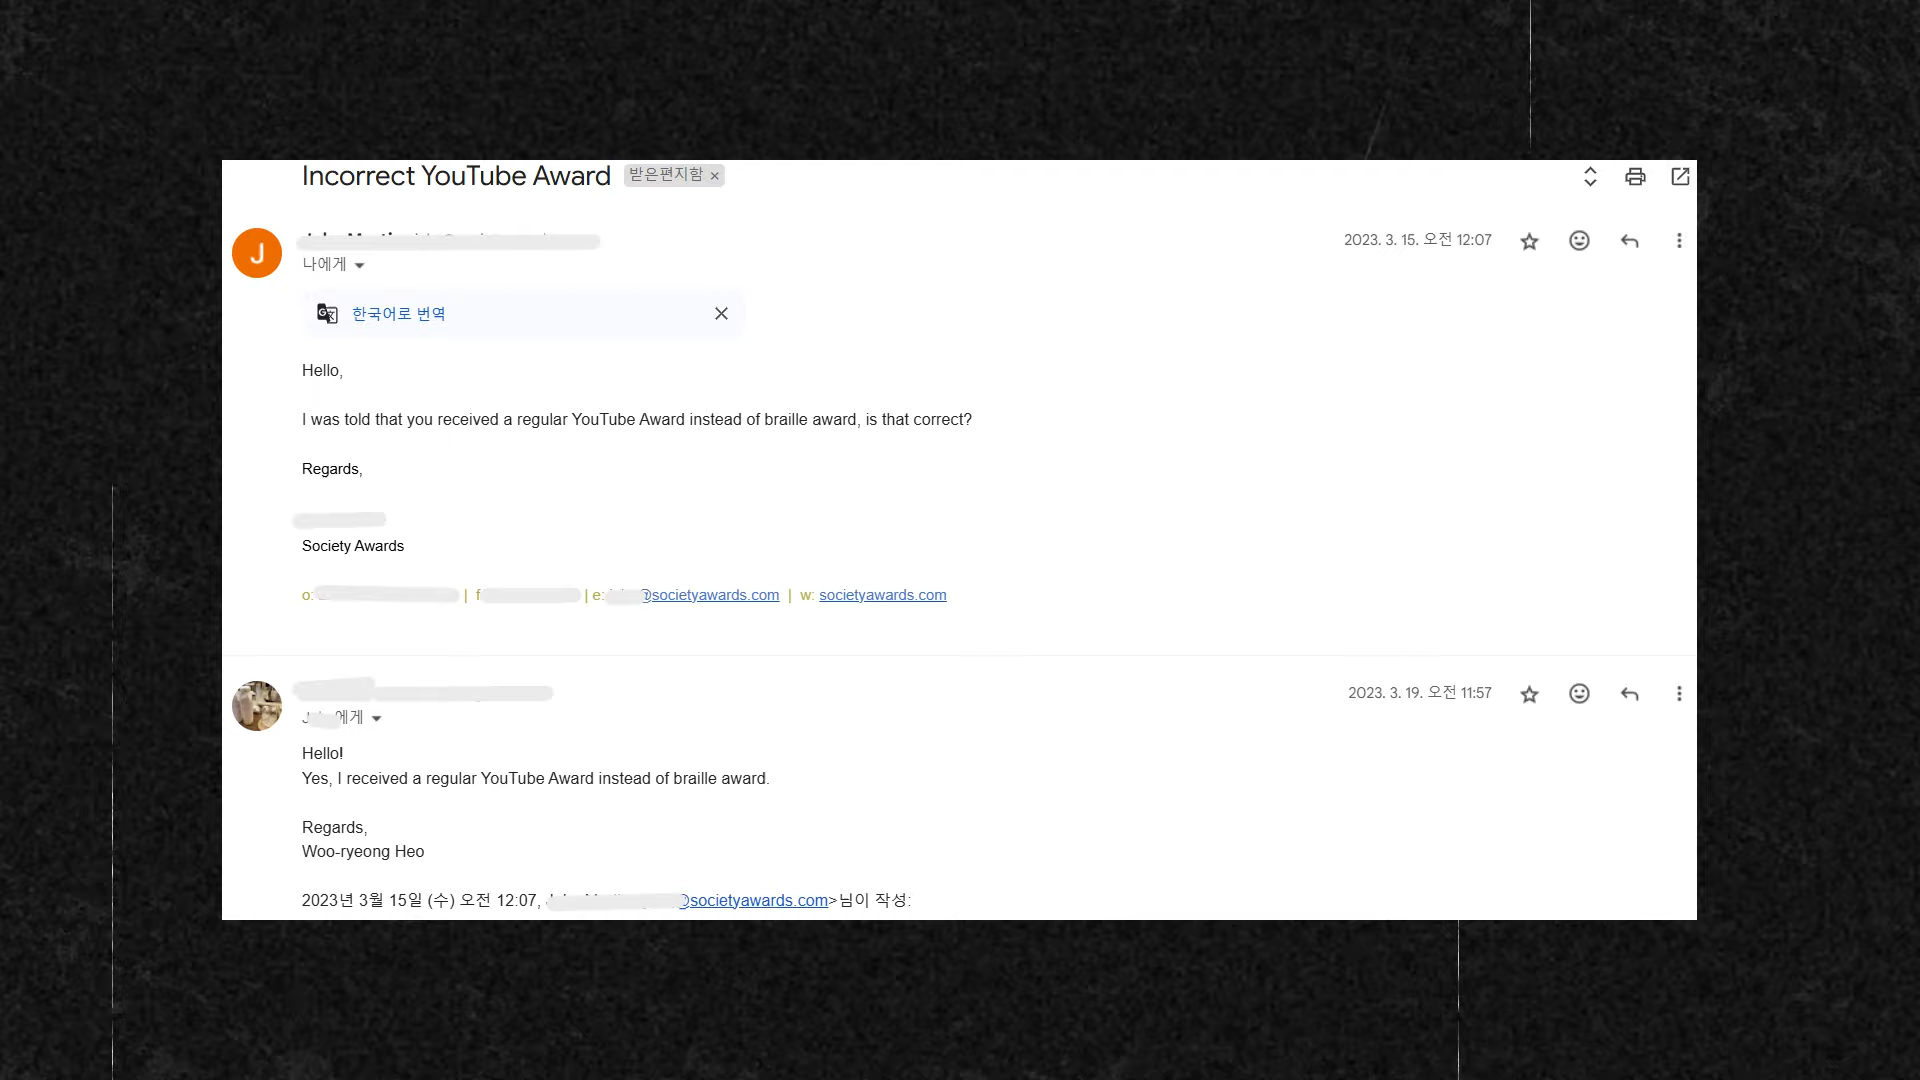 Incorrect YouTube Award 받은편지함 ×
J
2023. 3. 15. 오전 12:07
나에게
한국어로 번역
Hello,
I was told that you received a regular YouTube Award instead of braille award, is that correct?
Regards,
Society Awards
o: | f | e: @societyawards.com | w: societyawards.com
2023. 3. 19. 오전 11:57
에게
Hello!
Yes, I received a regular YouTube Award instead of braille award.
Regards,
Woo-ryeong Heo
2023년 3월 15일 (수) 오전 12:07, @societyawards.com>님이 작성: